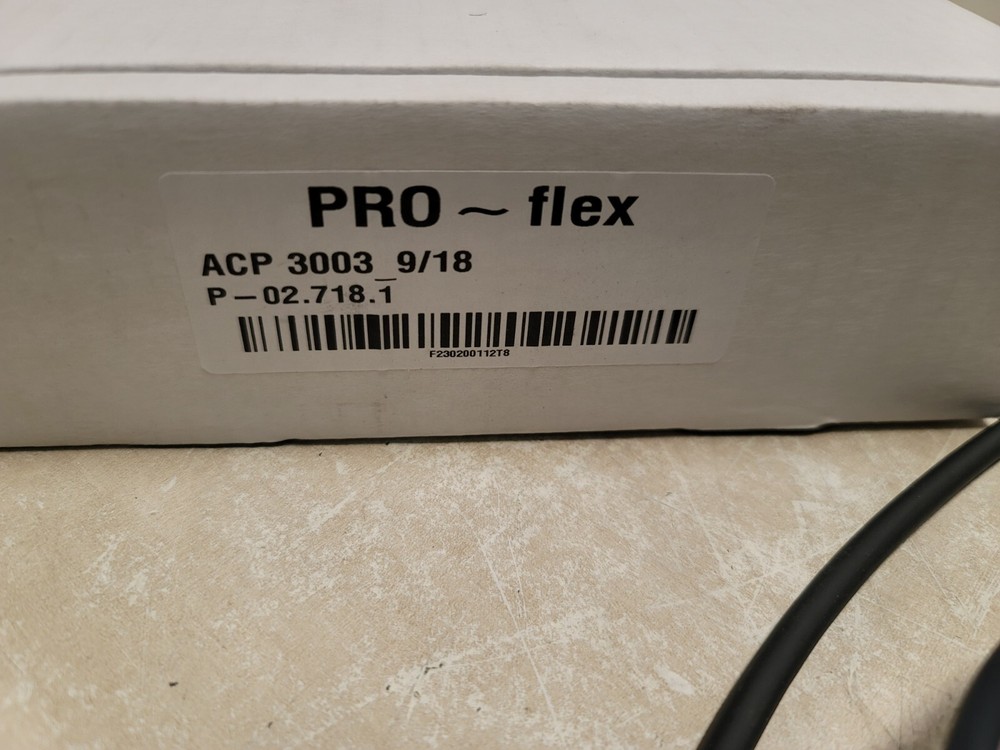 PRO ~ flex
ACP 3003_9/18
P-02.718.1
F230200112T8